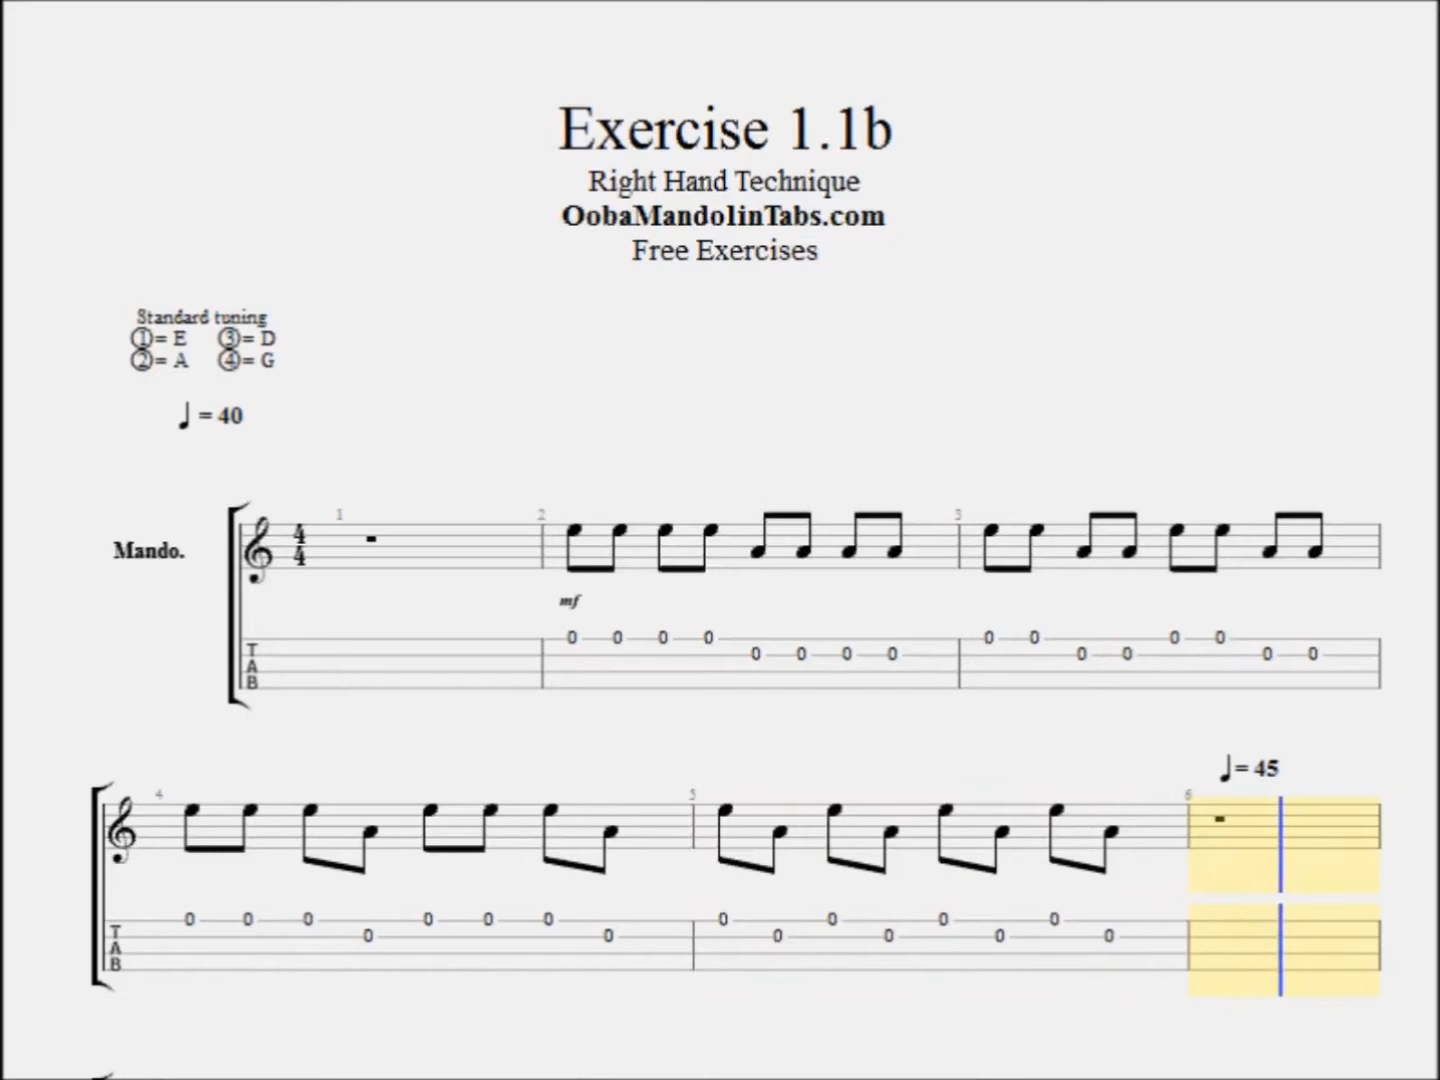 Exercise 1.1b
Right Hand Technique
OobaMandolinTabs.com
Free Exercises
Standard tuning
①= E ③= D
②= A ④= G
♩ = 40
Mando.
1 2 3
4
4
mf
0 0 0 0 0 0 0 0 0 0 0 0 0 0 0 0
T
A
B
♩= 45
4 5 6
0 0 0 0 0 0 0 0 0 0 0 0 0 0 0 0
T
A
B